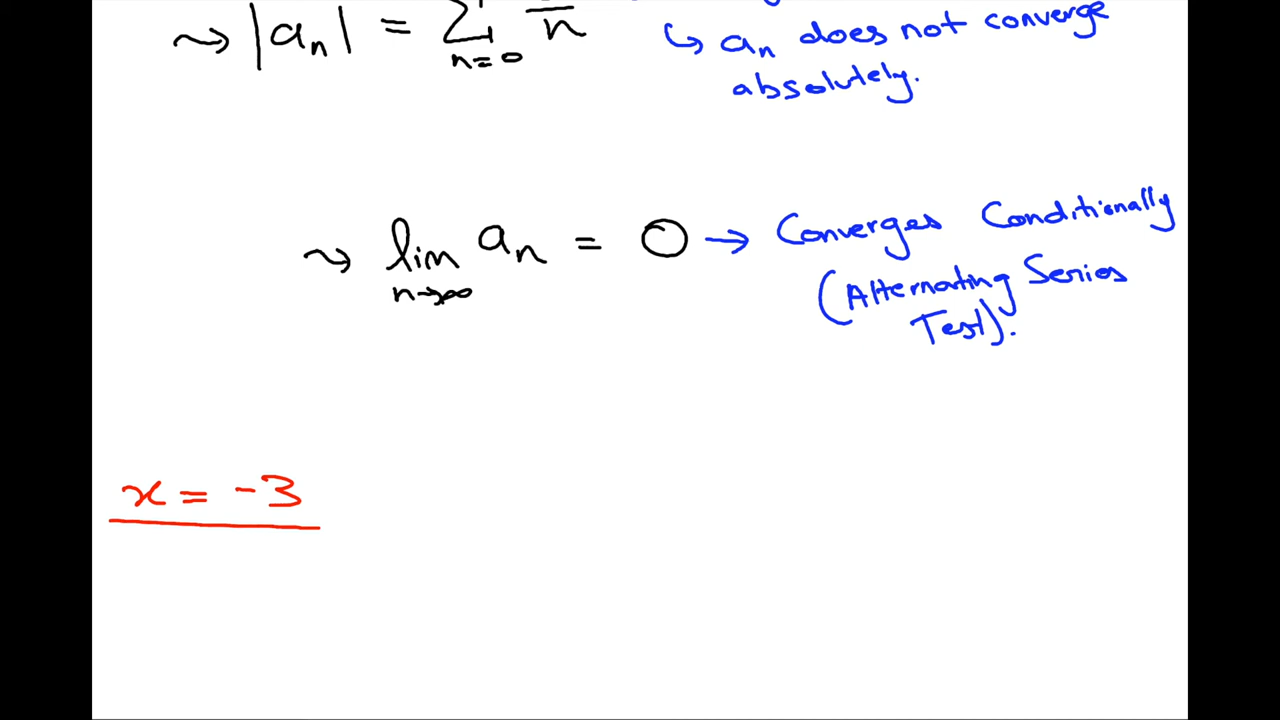 ⇝ |aₙ| = ∑ n=0 n ↳ aₙ does not converge
absolutely.
⇝ lim n→∞ aₙ = 0 → Converges Conditionally
(Alternating Series
Test).
x = -3